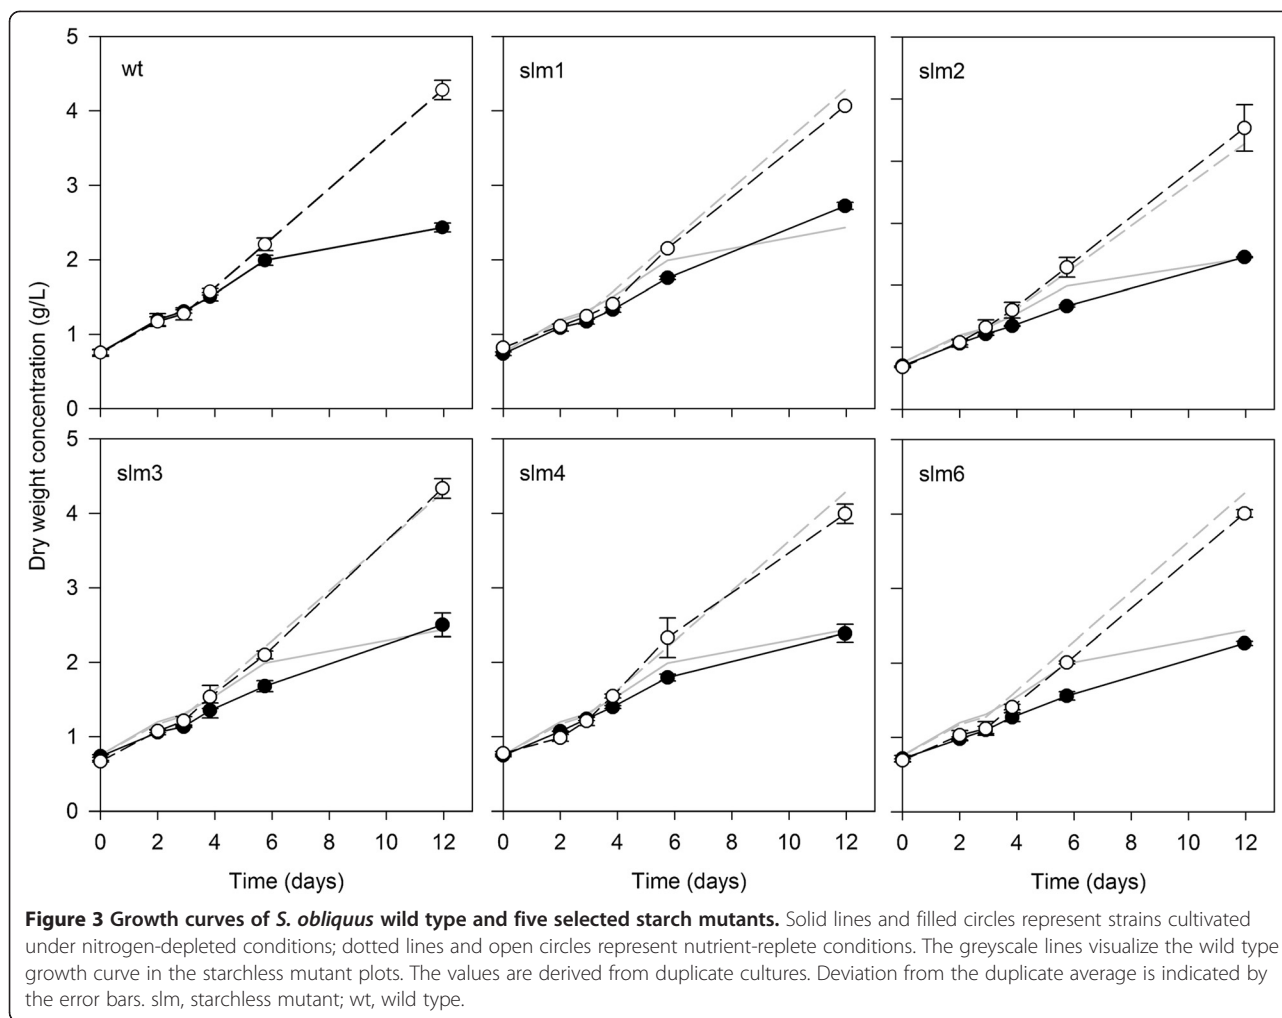 5
4
3
2
1
0
wt
slm1
slm2
Dry weight concentration (g/L)
5
4
3
2
1
0
slm3
slm4
slm6
0 2 4 6 8 10 12
0 2 4 6 8 10 12
0 2 4 6 8 10 12
Time (days)
Time (days)
Time (days)
Figure 3 Growth curves of S. obliquus wild type and five selected starch mutants. Solid lines and filled circles represent strains cultivated
under nitrogen-depleted conditions; dotted lines and open circles represent nutrient-replete conditions. The greyscale lines visualize the wild type
growth curve in the starchless mutant plots. The values are derived from duplicate cultures. Deviation from the duplicate average is indicated by
the error bars. slm, starchless mutant; wt, wild type.